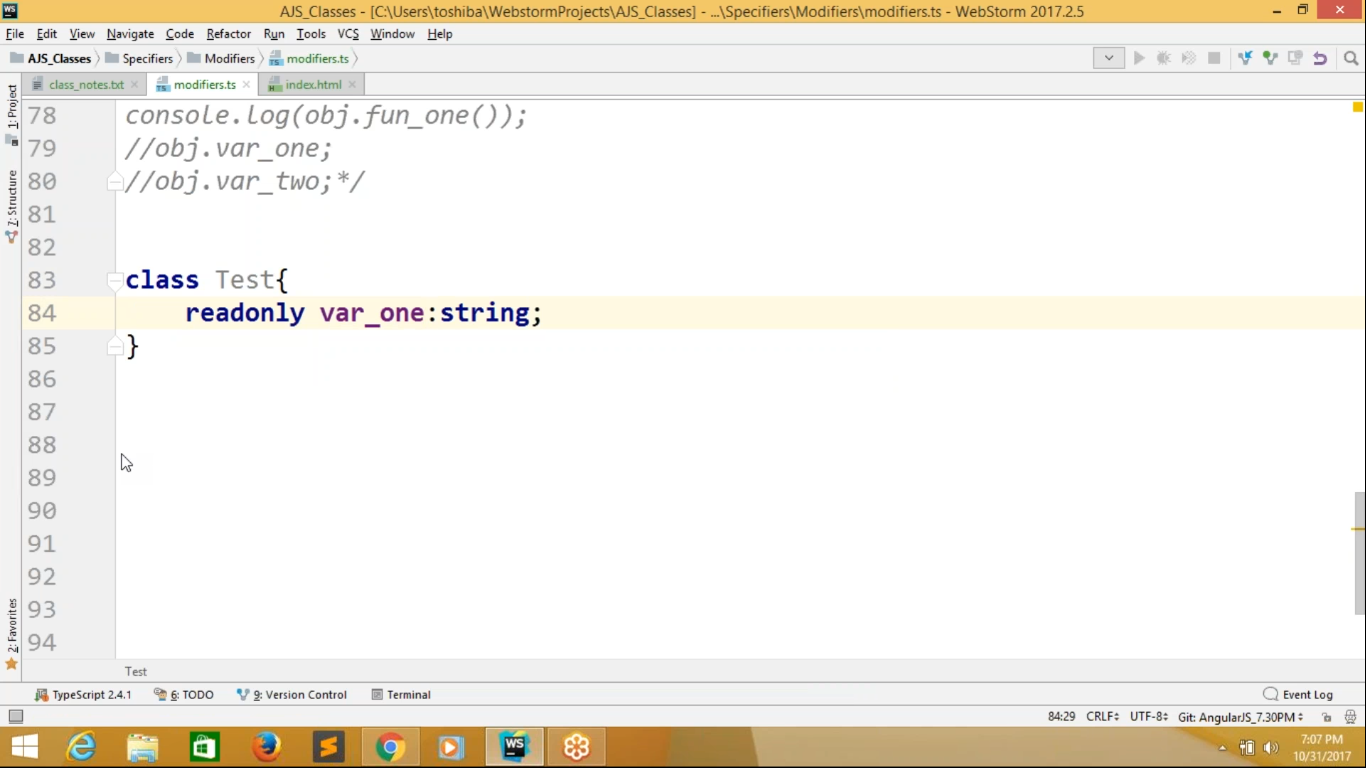 WS AJS_Classes - [C:\Users\toshiba\WebstormProjects\AJS_Classes] - ...\Specifiers\Modifiers\modifiers.ts - WebStorm 2017.2.5
File Edit View Navigate Code Refactor Run Tools VCS Window Help
AJS_Classes Specifiers Modifiers modifiers.ts
class_notes.txt modifiers.ts index.html
1: Project
7: Structure
2: Favorites
78 console.log(obj.fun_one());
79 //obj.var_one;
80 //obj.var_two;*/
81
82
83 class Test{
84 readonly var_one:string;
85 }
86
87
88
89
90
91
92
93
94
Test
TypeScript 2.4.1 6: TODO 9: Version Control Terminal Event Log
84:29 CRLF UTF-8 Git: AngularJS_7.30PM
WS
7:07 PM
10/31/2017